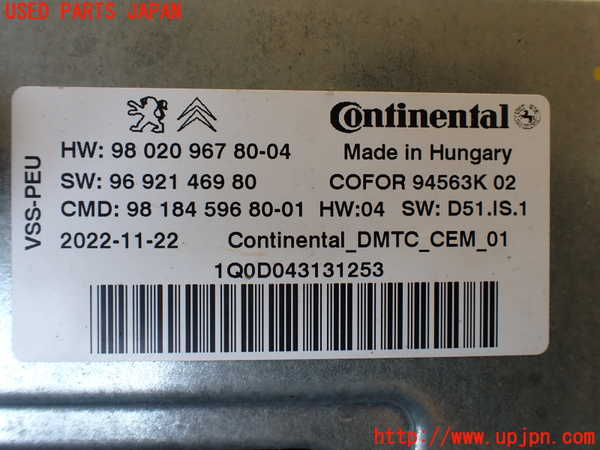 USED PARTS JAPAN
Continental
HW: 98 020 967 80-04
Made in Hungary
SW: 96 921 469 80
COFOR 94563K 02
CMD: 98 184 596 80-01 HW:04 SW: D51.IS.1
2022-11-22 Continental_DMTC_CEM_01
1Q0D043131253
VSS-PEU
UPJ
http://www.upjpn.com/